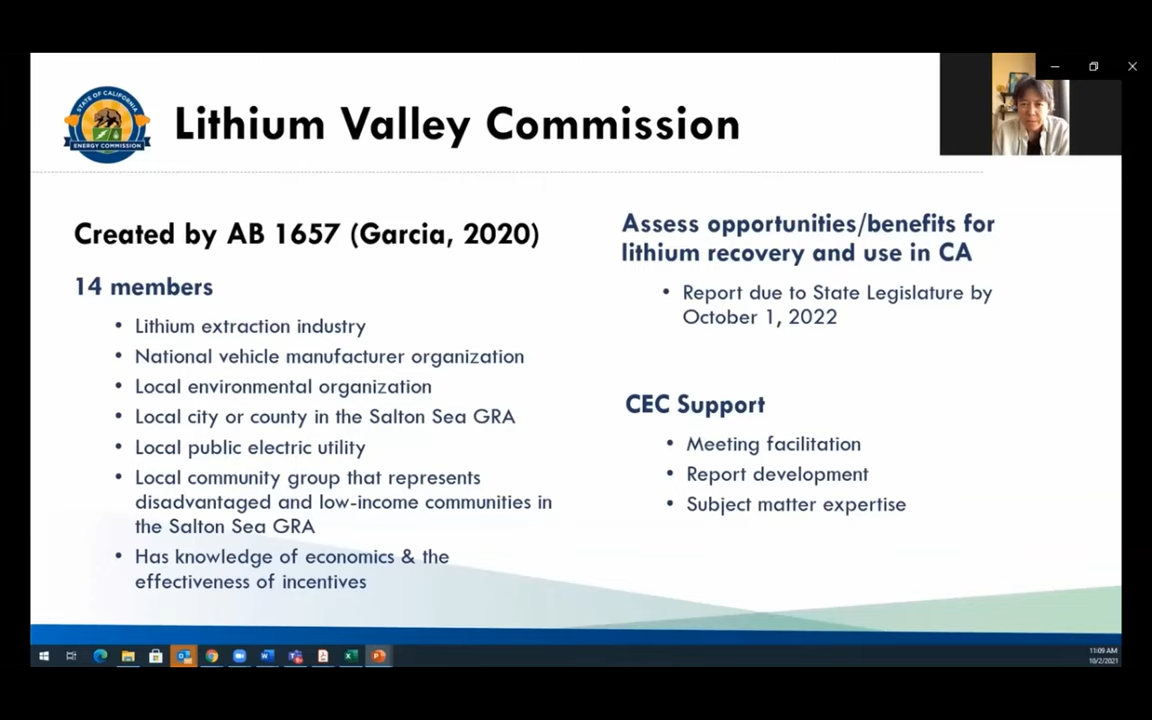 STATE OF CALIFORNIA
ENERGY COMMISSION
Lithium Valley Commission
Created by AB 1657 (Garcia, 2020)
14 members
• Lithium extraction industry
• National vehicle manufacturer organization
• Local environmental organization
• Local city or county in the Salton Sea GRA
• Local public electric utility
• Local community group that represents
disadvantaged and low-income communities in
the Salton Sea GRA
• Has knowledge of economics & the
effectiveness of incentives
Assess opportunities/benefits for
lithium recovery and use in CA
• Report due to State Legislature by
October 1, 2022
CEC Support
• Meeting facilitation
• Report development
• Subject matter expertise
11:09 AM
10/2/2021